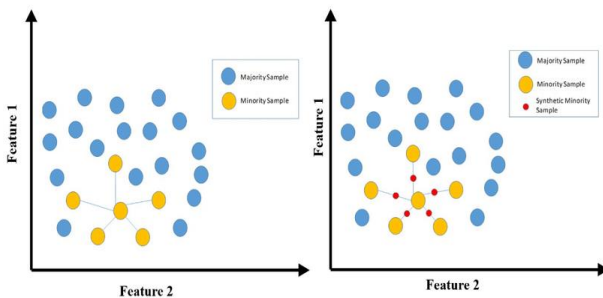 Feature 1
Majority Sample
Minority Sample
Feature 2
Feature 1
Majority Sample
Minority Sample
Synthetic Minority
Sample
Feature 2